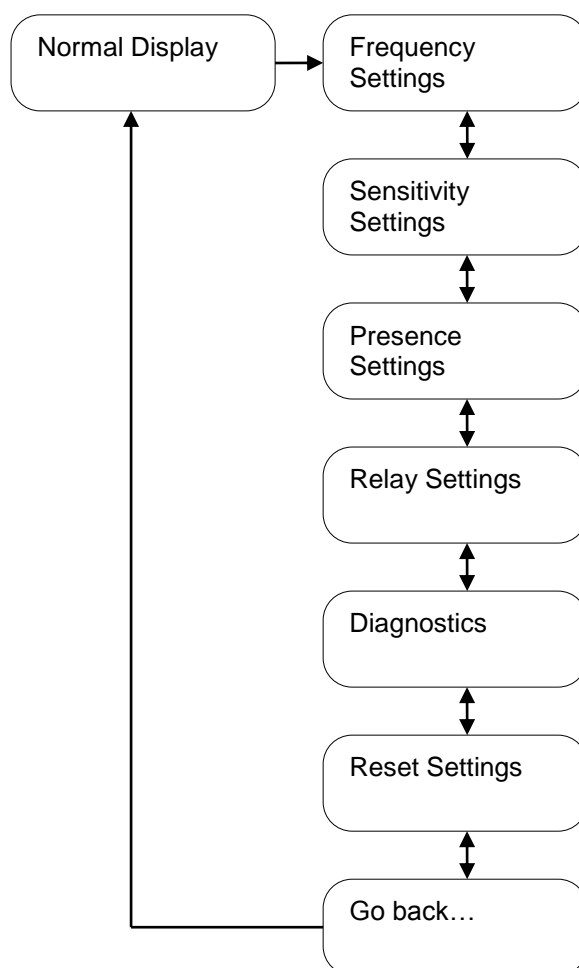 Normal Display
Frequency
Settings
Sensitivity
Settings
Presence
Settings
Relay Settings
Diagnostics
Reset Settings
Go back…